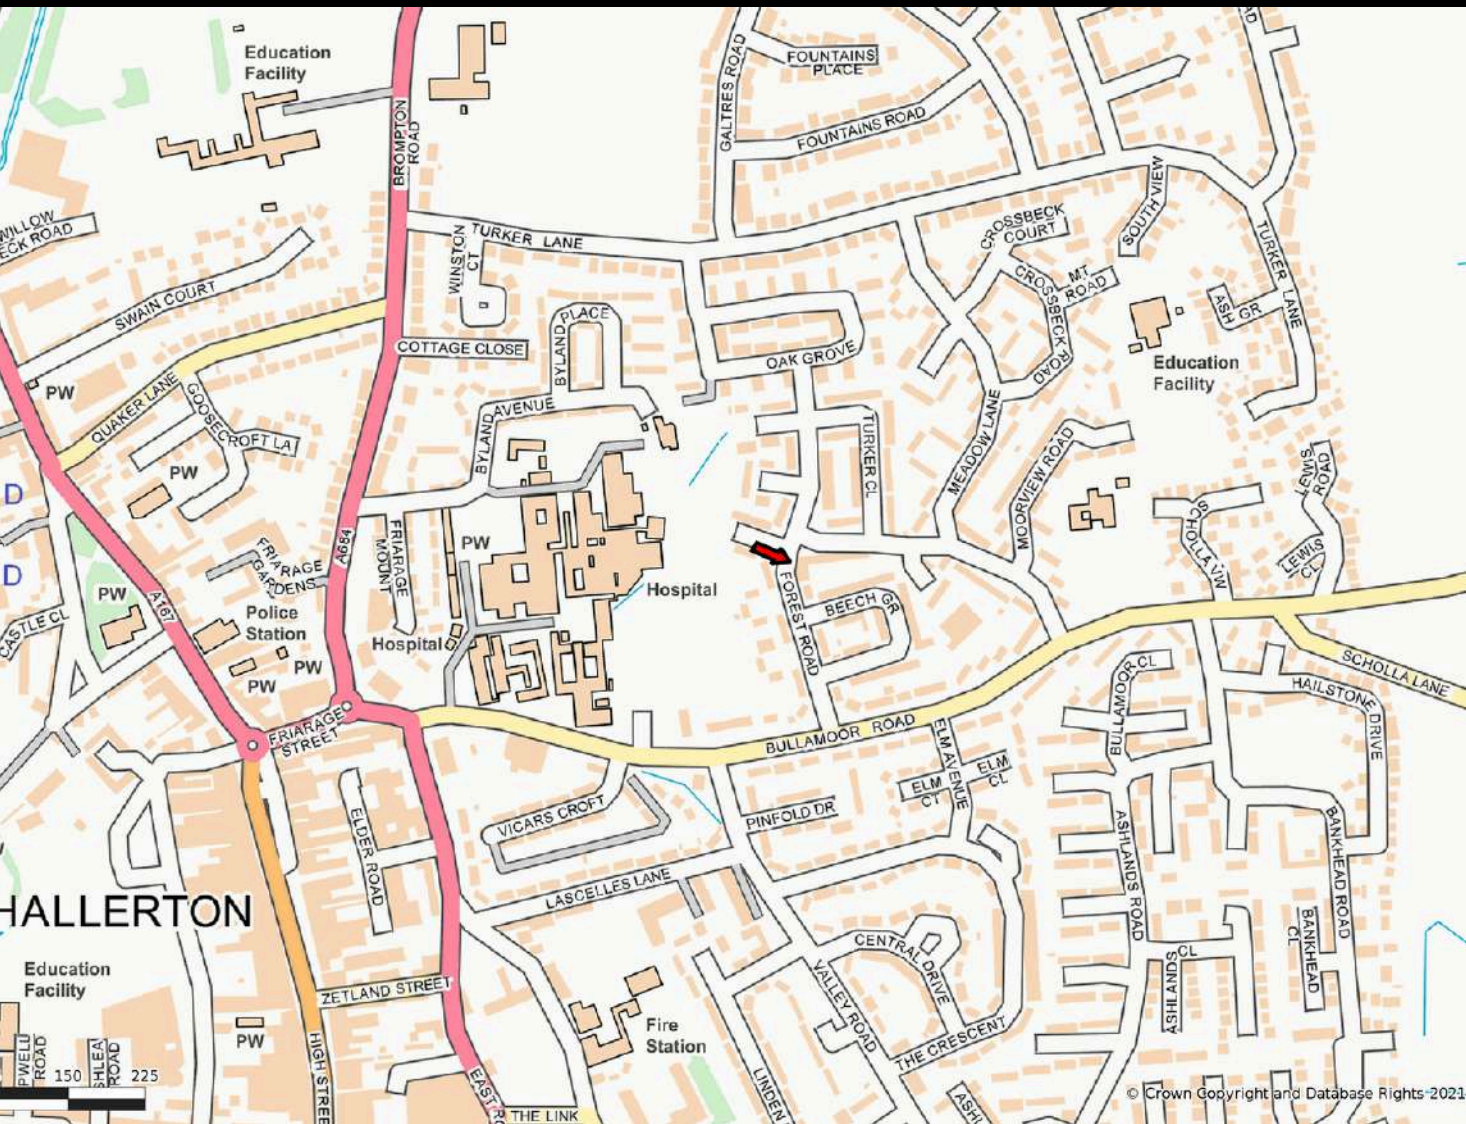 Education
Facility
FOUNTAINS
PLACE
GALTRES ROAD
FOUNTAINS ROAD
BROMPTON
ROAD
WILLOW
ECK ROAD
TURKER LANE
WINSTON
CT
CROSSBECK
COURT
SOUTH VIEW
TURKER LANE
MT
ROAD
CROSSBECK ROAD
ASH GR
SWAIN COURT
BYLAND
PLACE
COTTAGE CLOSE
OAK GROVE
Education
Facility
PW
QUAKER LANE
GOOSECROFT LA
BYLAND
AVENUE
TURKER CL
MEADOW LANE
MOORVIEW ROAD
LEWIS
ROAD
PW
D
SCHOLLA VW
LEWIS
CL
FRIARAGE
MOUNT
PW
A684
FRIARAGE
GARDENS
D
PW
A167
Police
Station
Hospital
FOREST ROAD
BEECH GR
CASTLE CL
Hospital
PW
PW
SCHOLLA LANE
BULLAMOOR CL
HAILSTONE DRIVE
FRIARAGE
STREET
BULLAMOOR ROAD
ELM AVENUE
ELM
CL
ELM
CT
VICARS CROFT
PINFOLD DR
ELDER ROAD
ASHLANDS ROAD
BANKHEAD ROAD
LASCELLES LANE
HALLERTON
BANKHEAD
CL
CENTRAL DRIVE
ASHLANDS
CL
Education
Facility
ZETLAND STREET
VALLEY ROAD
THE CRESCENT
Fire
Station
PW
PWELL
ROAD
SHLEA
ROAD
HIGH STREE
EAST R
LINDEN
ASH
150 225
THE LINK
© Crown Copyright and Database Rights 2021